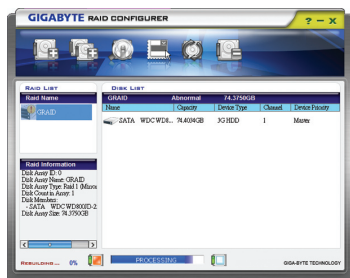 GIGABYTE RAID CONFIGURER
? - X
RAID LIST
Raid Name
GRAID
DISK LIST
GRAID Abnormal 74.3750GB
Name Capacity Device Type Channel Device Priority
SATA WDC WD8... 74.4034GB 3G HDD 1 Master
Raid Information
Disk Array ID: 0
Disk Array Name: GRAID
Disk Array Type: Raid 1 (Mirror
Disk Count in Array: 1
Disk Members:
- SATA WDC WD800JD-2
Disk Array Size: 74.3750GB
REBUILDING... 0% PROCESSING
GIGA-BYTE TECHNOLOGY